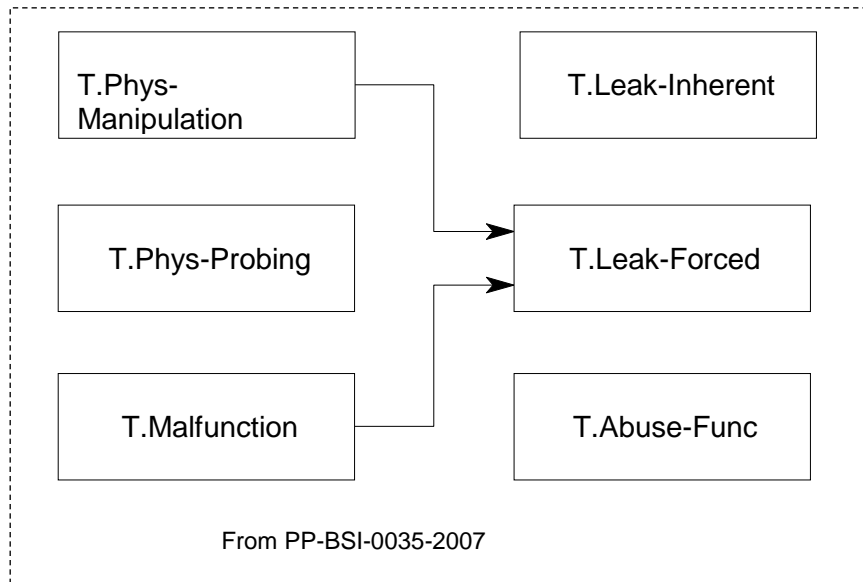 T.Phys-
Manipulation
T.Leak-Inherent
T.Phys-Probing
T.Leak-Forced
T.Malfunction
T.Abuse-Func
From PP-BSI-0035-2007